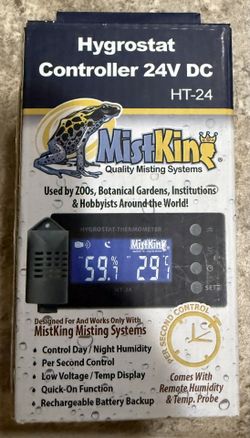 Hygrostat
Controller 24V DC
HT-24
MistKing
Quality Misting Systems
Used by ZOOs, Botanical Gardens, Institutions
& Hobbyists Around the World!
HYGROSTAT-THERMOMETER
MistKing
59.% 29°c
HT-24
SET
Designed For And Works Only With
MistKing Misting Systems
• Control Day / Night Humidity
• Per Second Control
• Low Voltage / Temp Display
• Quick-On Function
• Rechargeable Battery Backup
PER SECOND CONTROL
Comes With
Remote Humidity
& Temp. Probe